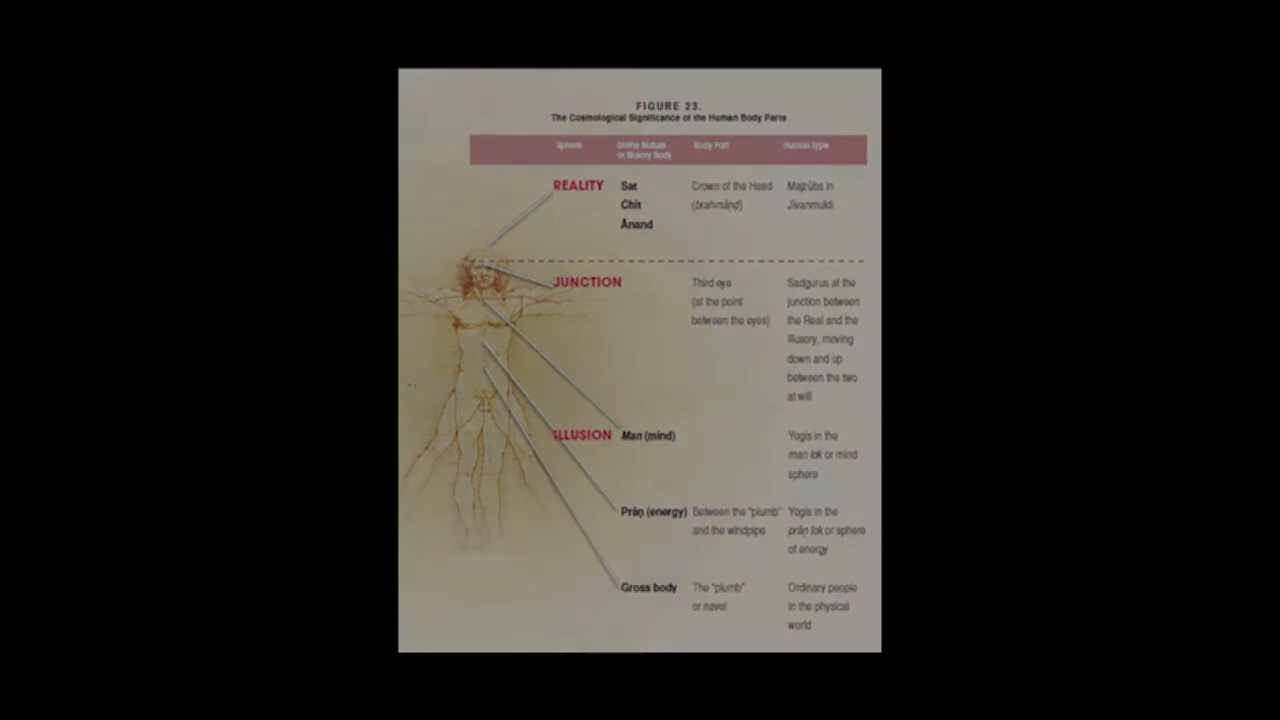 FIGURE 23.
The Cosmological Significance of the Human Body Parts
Sphere Divine Nature or Illusory Body Body Part Human Type
REALITY Sat Crown of the Head Majzūbs in
Chit (brahmāṇḍ) Jīvanmukti
Ānand
JUNCTION Third eye Sadgurus at the
(at the point junction between
between the eyes) the Real and the
illusory, moving
down and up
between the two
at will
ILLUSION Man (mind) Yogis in the
man lok or mind
sphere
Prāṇ (energy) Between the "plumb" Yogis in the
and the windpipe prāṇ lok or sphere
of energy
Gross body The "plumb" Ordinary people
or navel in the physical
world